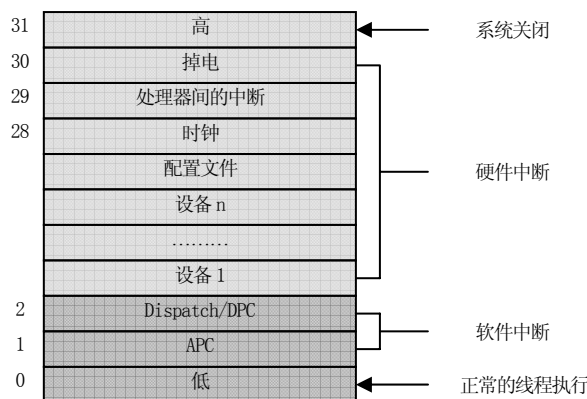 31 高 系统关闭
30 掉电
29 处理器间的中断
28 时钟
配置文件
硬件中断
设备 n
………
设备 1
2 Dispatch/DPC
软件中断
1 APC
0 低 正常的线程执行